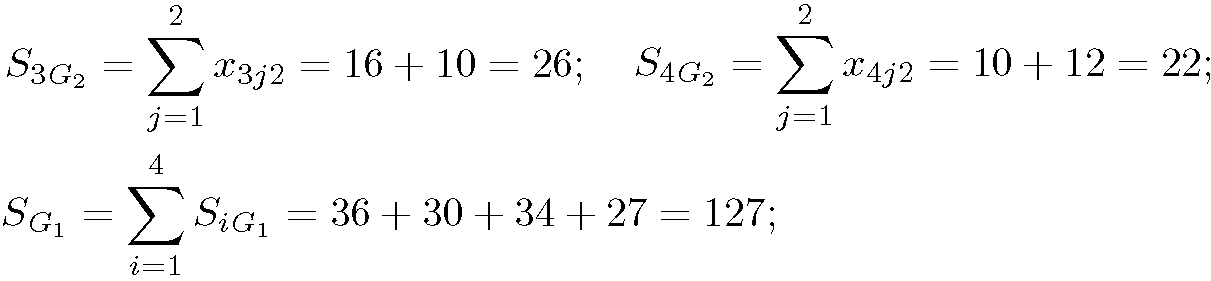 $S_{3G_2} = \sum_{j=1}^{2} x_{3j2} = 16 + 10 = 26; \quad S_{4G_2} = \sum_{j=1}^{2} x_{4j2} = 10 + 12 = 22;$
$S_{G_1} = \sum_{i=1}^{4} S_{iG_1} = 36 + 30 + 34 + 27 = 127;$